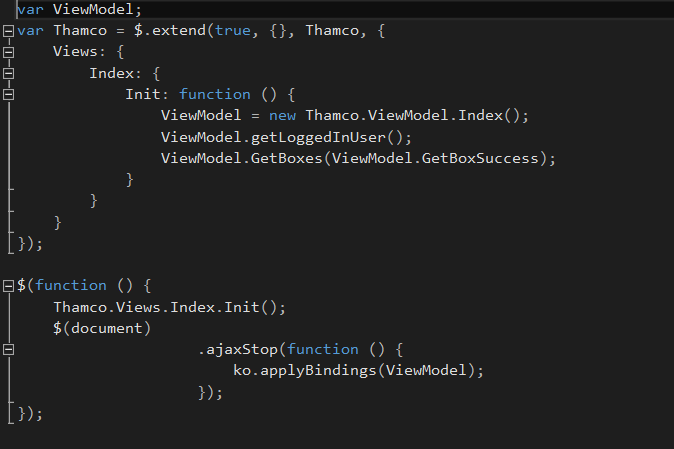 var ViewModel;
var Thamco = $.extend(true, {}, Thamco, {
    Views: {
        Index: {
            Init: function () {
                ViewModel = new Thamco.ViewModel.Index();
                ViewModel.getLoggedInUser();
                ViewModel.GetBoxes(ViewModel.GetBoxSuccess);
            }
        }
    }
});
$(function () {
    Thamco.Views.Index.Init();
    $(document)
                    .ajaxStop(function () {
                        ko.applyBindings(ViewModel);
                    });
});